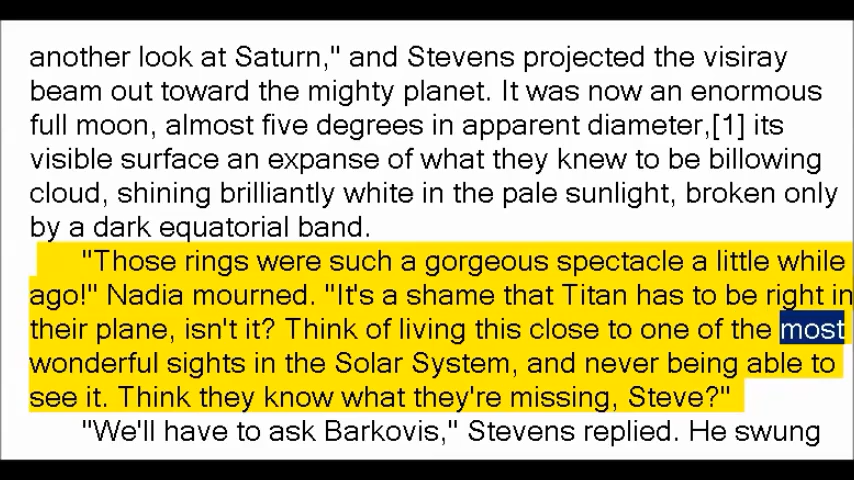 another look at Saturn," and Stevens projected the visiray
beam out toward the mighty planet. It was now an enormous
full moon, almost five degrees in apparent diameter,[1] its
visible surface an expanse of what they knew to be billowing
cloud, shining brilliantly white in the pale sunlight, broken only
by a dark equatorial band.
"Those rings were such a gorgeous spectacle a little while
ago!" Nadia mourned. "It's a shame that Titan has to be right in
their plane, isn't it? Think of living this close to one of the most
wonderful sights in the Solar System, and never being able to
see it. Think they know what they're missing, Steve?"
"We'll have to ask Barkovis," Stevens replied. He swung